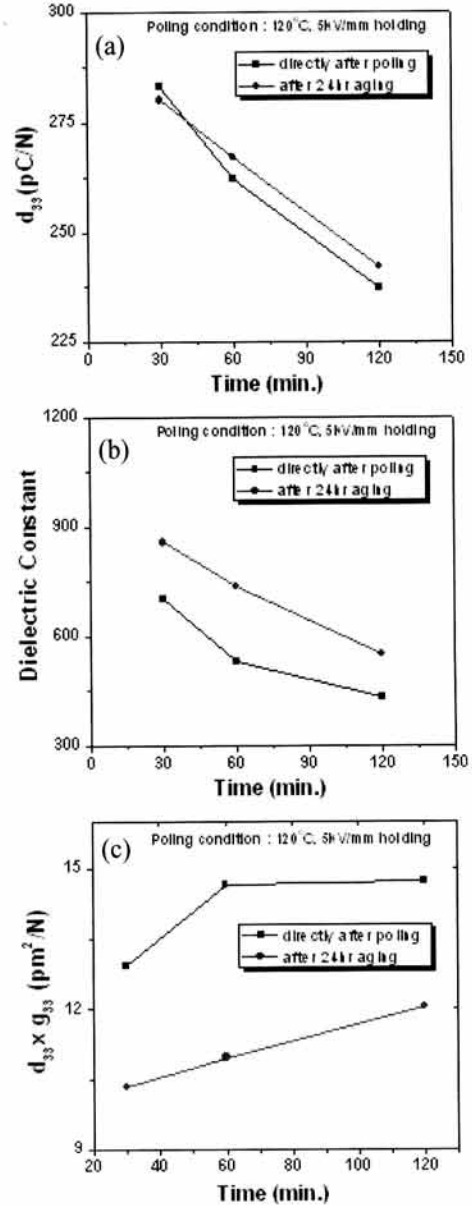 300
(a)
Poling condition : 120°C, 5kV/mm holding
directly after poling
after 24hr aging
275
d₃₃(pC/N)
250
225
0 30 60 90 120 150
Time (min.)
1200
(b)
Poling condition : 120°C, 5kV/mm holding
directly after poling
after 24hr aging
900
Dielectric Constant
600
300
0 30 60 90 120 150
Time (min.)
(c)
Poling condition : 120°C, 5kV/mm holding
15
directly after poling
after 24hr aging
d₃₃x g₃₃ (pm²/N)
12
9
20 40 60 80 100 120
Time (min.)